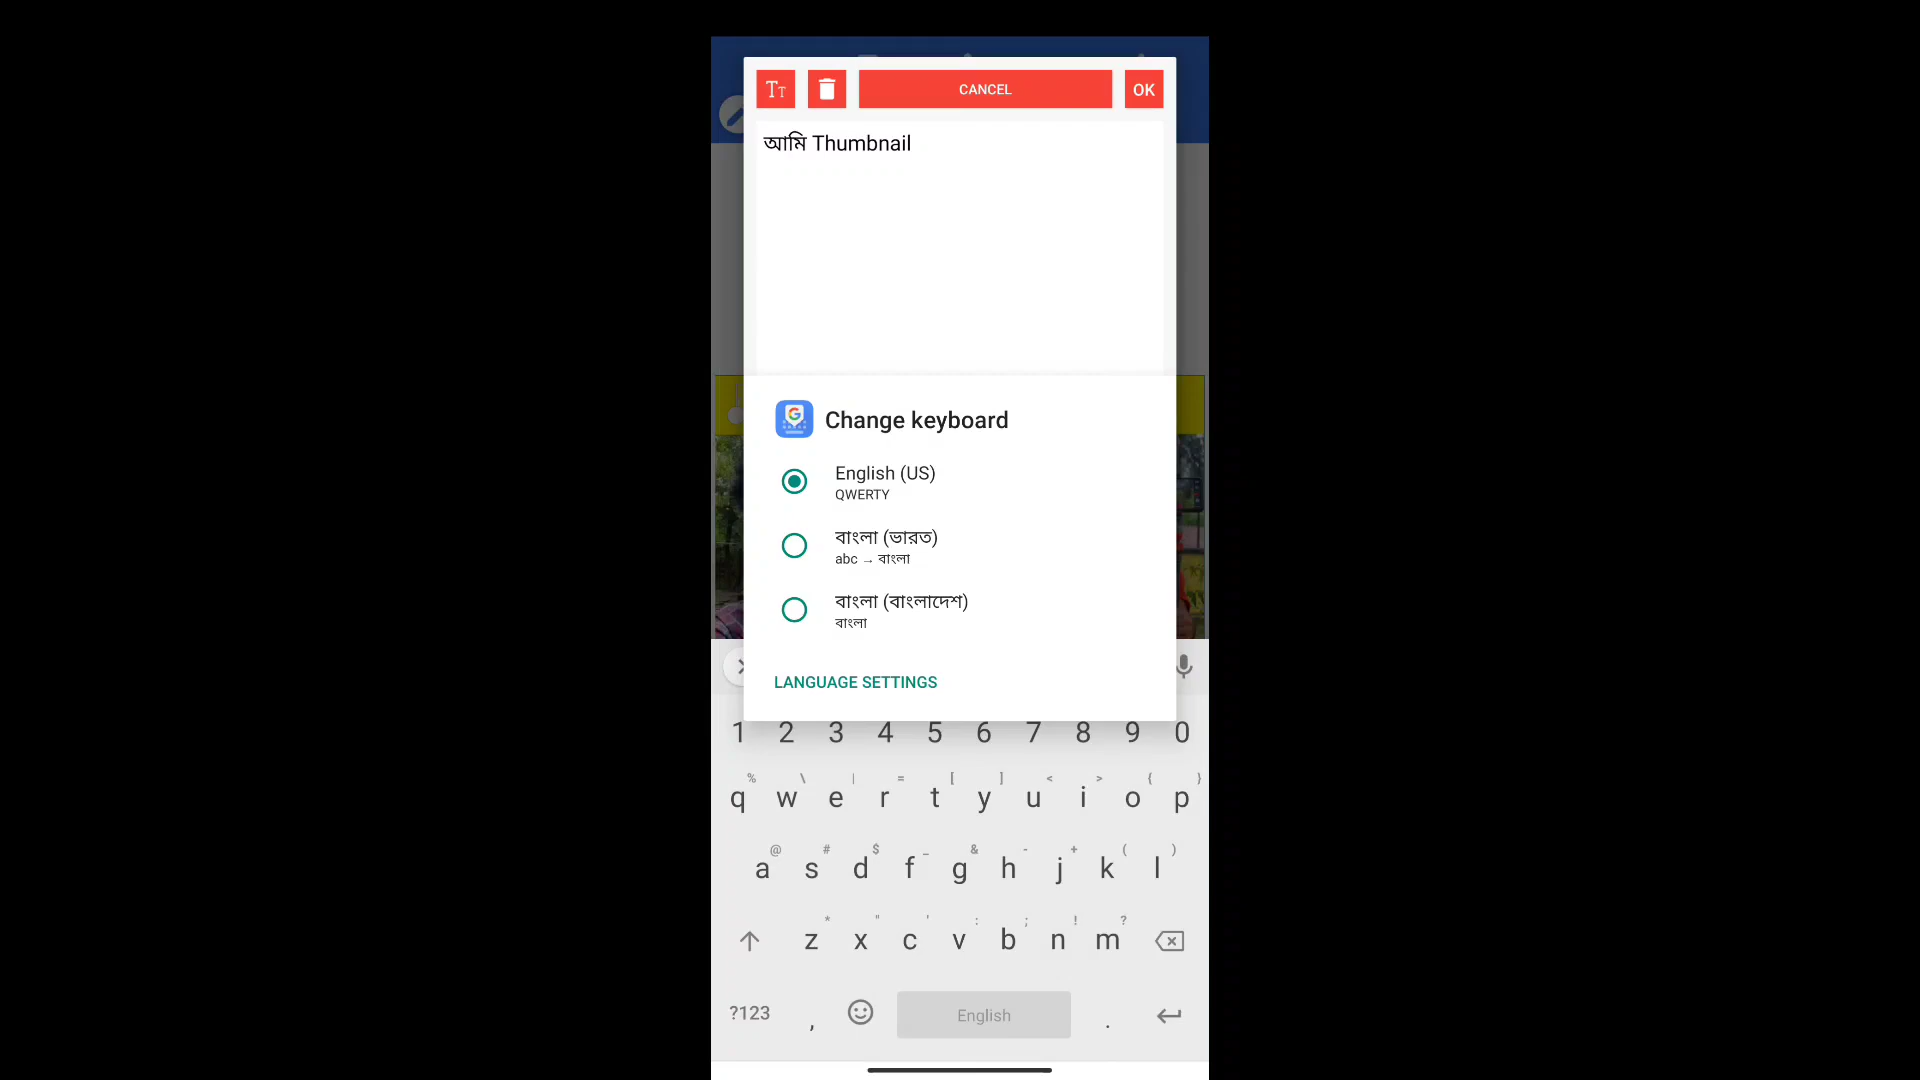 Tт
CANCEL
OK
আমি Thumbnail
Change keyboard
English (US)
QWERTY
বাংলা (ভারত)
abc → বাংলা
বাংলা (বাংলাদেশ)
বাংলা
LANGUAGE SETTINGS
1 2 3 4 5 6 7 8 9 0
% \ | = [ ] < > { }
q w e r t y u i o p
@ # $ _ & - + ( )
a s d f g h j k l
* " ' : ; ! ?
z x c v b n m
?123 , English .